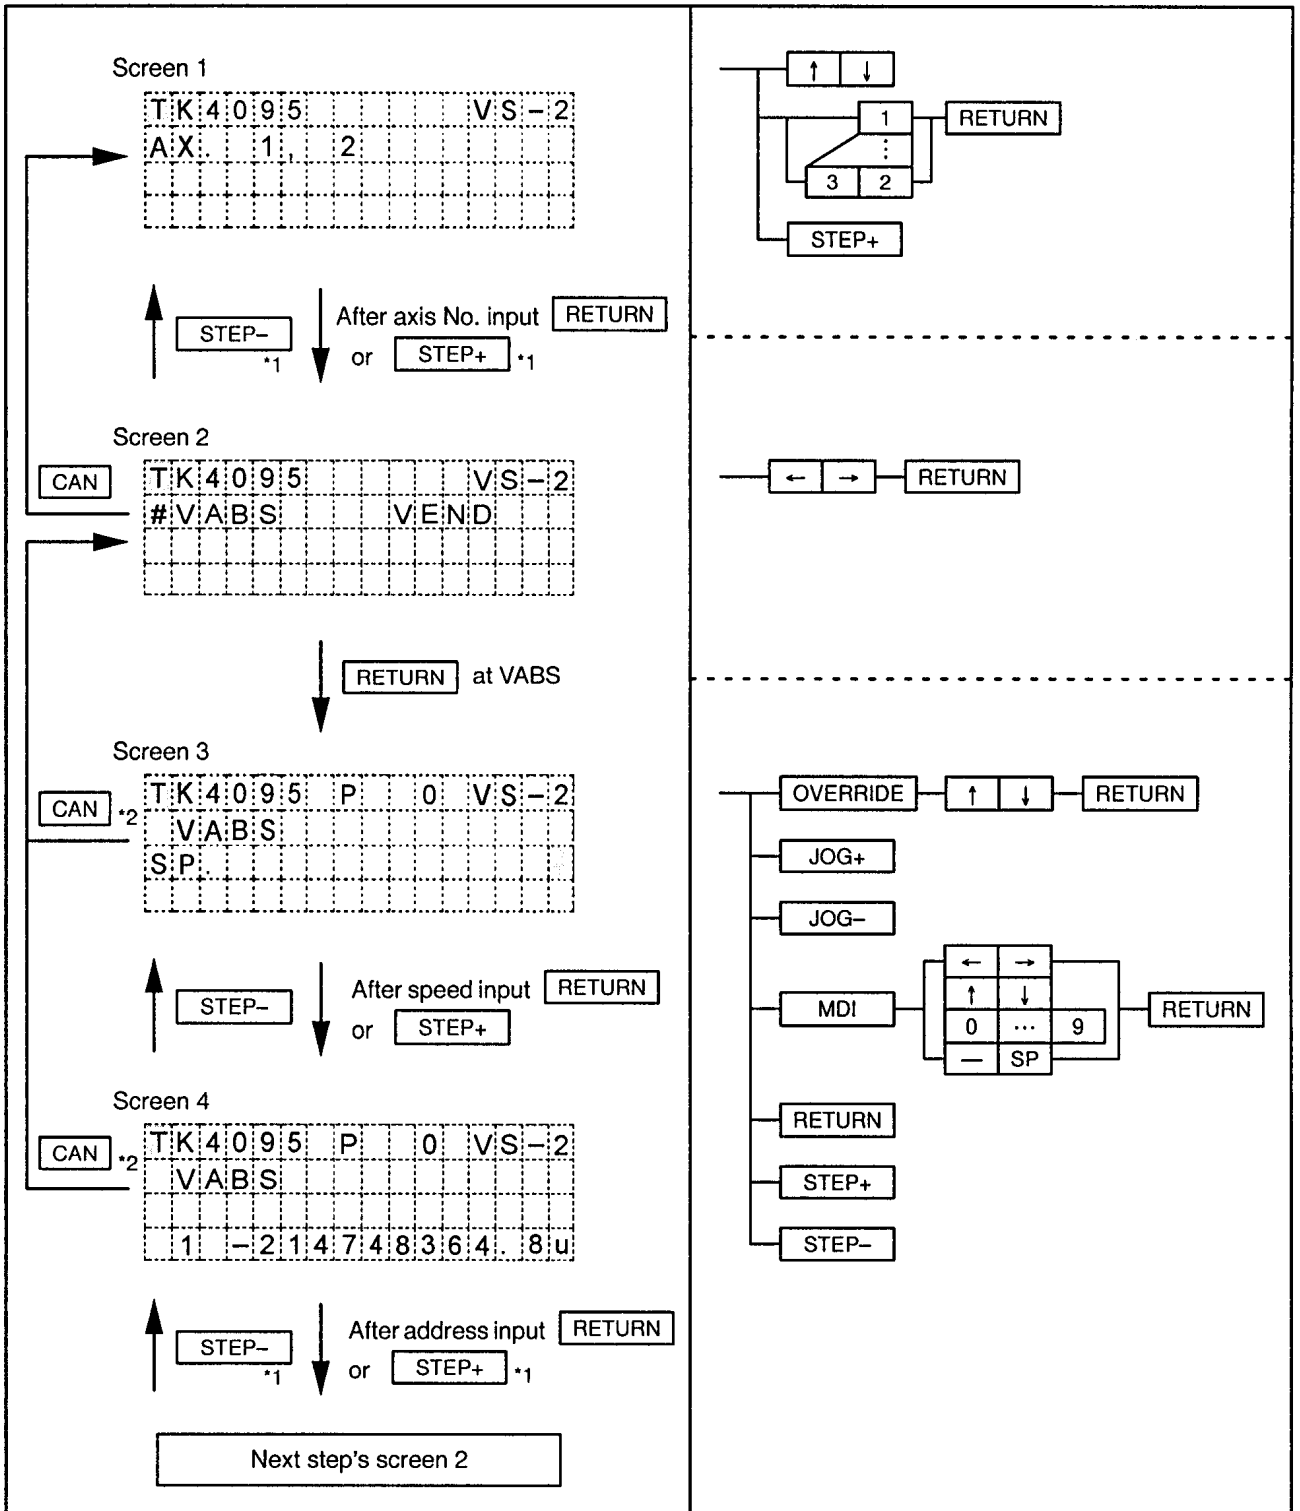 Screen 1
TK4095 VS-2
AX. 1, 2
STEP-
*1
After axis No. input RETURN
or STEP+ *1
Screen 2
CAN
TK4095 VS-2
#VABS VEND
RETURN at VABS
Screen 3
CAN *2
TK4095 P 0 VS-2
VABS
SP.
STEP-
After speed input RETURN
or STEP+
Screen 4
CAN *2
TK4095 P 0 VS-2
VABS
1 -214748364.8u
STEP-
*1
After address input RETURN
or STEP+ *1
Next step's screen 2
↑ ↓
1 RETURN
⋮
3 2
STEP+
← → RETURN
OVERRIDE ↑ ↓ RETURN
JOG+
JOG-
← →
↑ ↓
MDI 0 ... 9 RETURN
— SP
RETURN
STEP+
STEP-